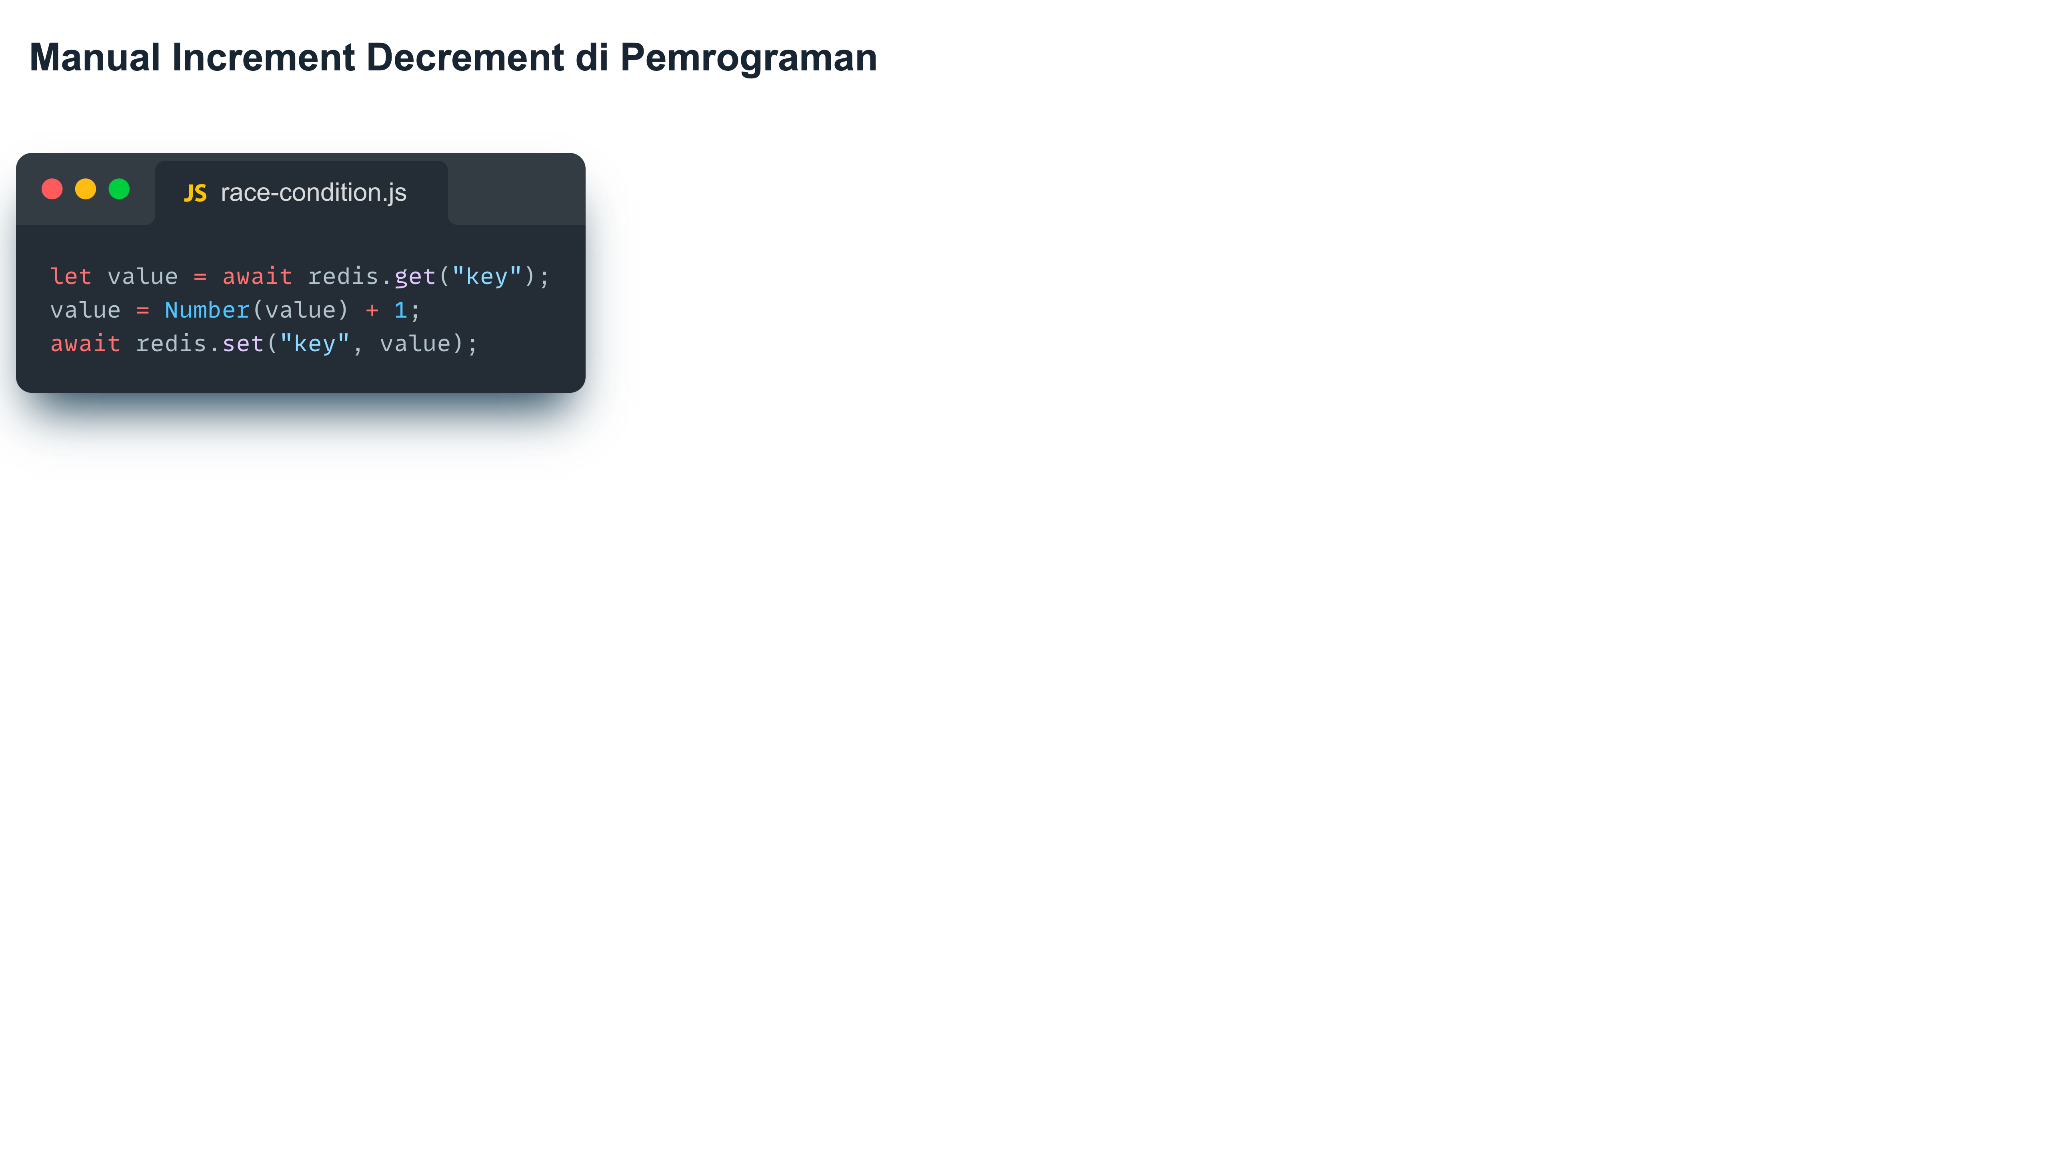 Manual Increment Decrement di Pemrograman
JS race-condition.js
let value = await redis.get("key");
value = Number(value) + 1;
await redis.set("key", value);